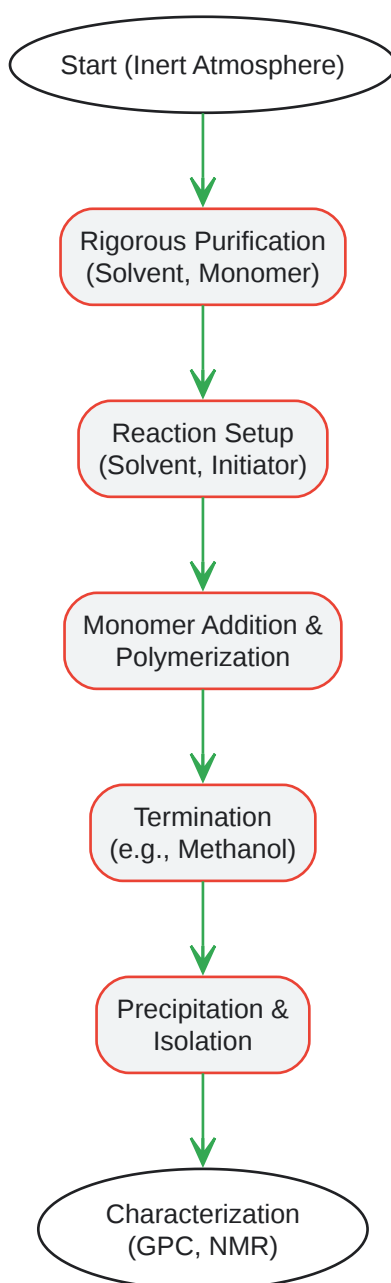 Start (Inert Atmosphere)
Rigorous Purification
(Solvent, Monomer)
Reaction Setup
(Solvent, Initiator)
Monomer Addition &
Polymerization
Termination
(e.g., Methanol)
Precipitation &
Isolation
Characterization
(GPC, NMR)